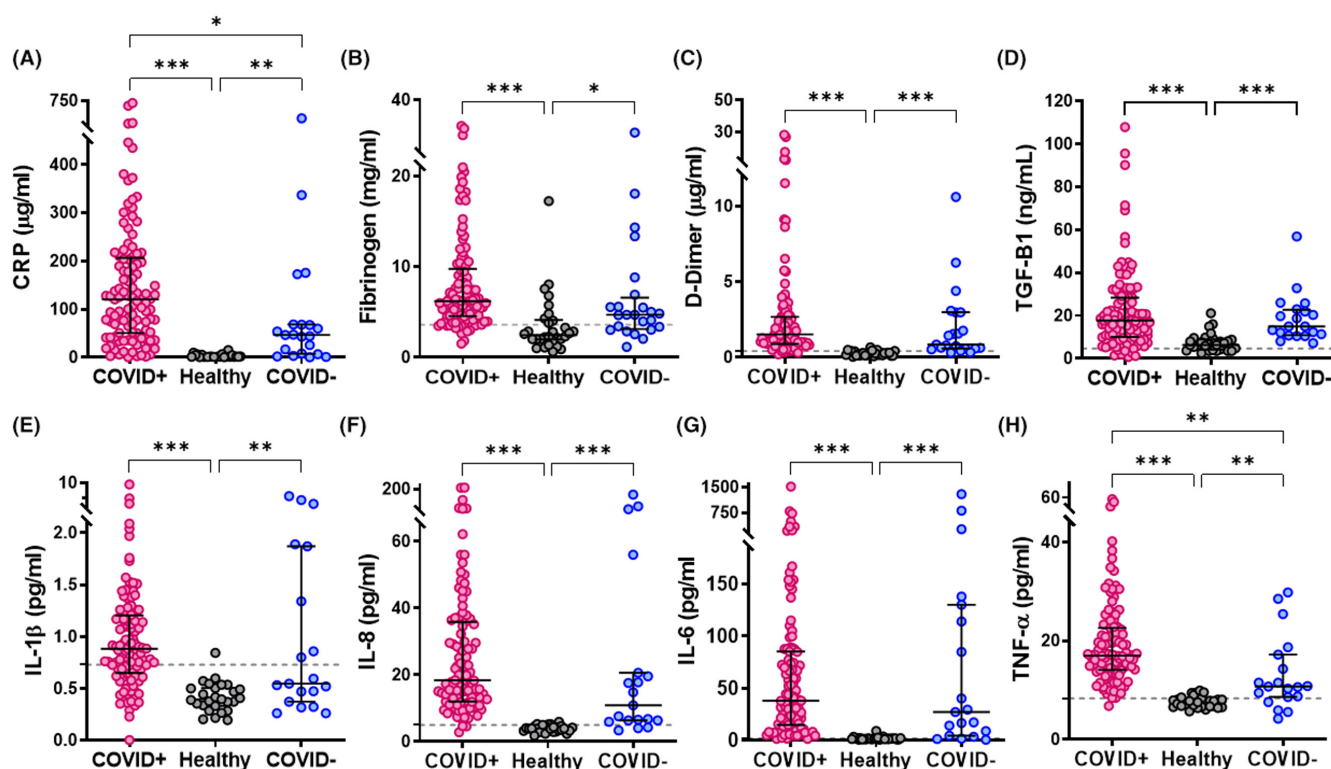 (A)
*
***
**
CRP (µg/ml)
750
400
300
200
100
0
COVID+ Healthy COVID-
(B)
***
*
Fibrinogen (mg/ml)
40
20
10
0
COVID+ Healthy COVID-
(C)
***
***
D-Dimer (µg/ml)
50
30
10
5
0
COVID+ Healthy COVID-
(D)
***
***
TGF-B1 (ng/mL)
120
100
80
60
40
20
0
COVID+ Healthy COVID-
(E)
***
**
IL-1β (pg/ml)
10
2.0
1.5
1.0
0.5
0.0
COVID+ Healthy COVID-
(F)
***
***
IL-8 (pg/ml)
200
60
40
20
0
COVID+ Healthy COVID-
(G)
***
***
IL-6 (pg/ml)
1500
750
150
100
50
0
COVID+ Healthy COVID-
(H)
**
***
**
TNF-α (pg/ml)
60
40
20
0
COVID+ Healthy COVID-